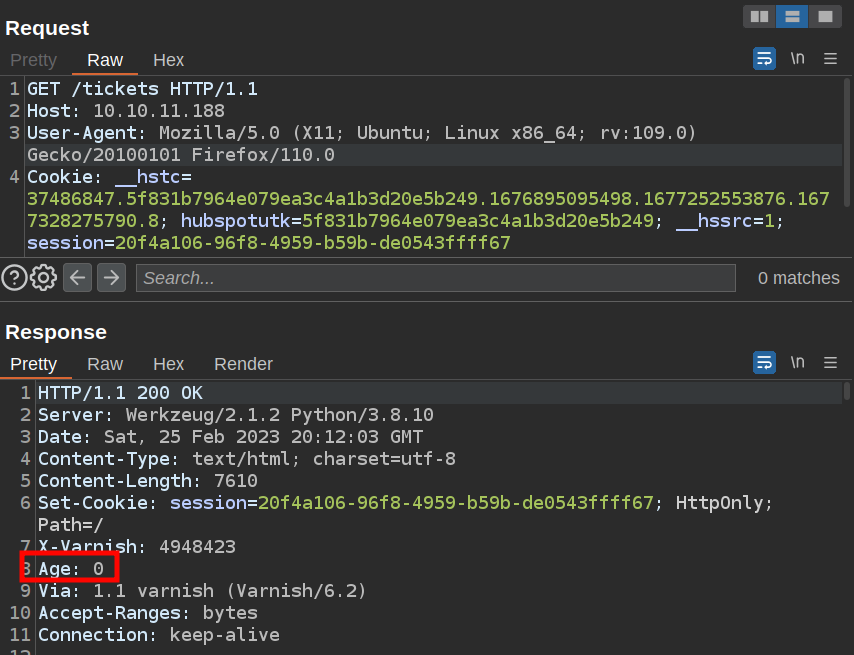 Request
Pretty Raw Hex \n
1 GET /tickets HTTP/1.1
2 Host: 10.10.11.188
3 User-Agent: Mozilla/5.0 (X11; Ubuntu; Linux x86_64; rv:109.0)
Gecko/20100101 Firefox/110.0
4 Cookie: __hstc=
37486847.5f831b7964e079ea3c4a1b3d20e5b249.1676895095498.1677252553876.167
7328275790.8; hubspotutk=5f831b7964e079ea3c4a1b3d20e5b249; __hssrc=1;
session=20f4a106-96f8-4959-b59b-de0543ffff67
Search... 0 matches
Response
Pretty Raw Hex Render \n
1 HTTP/1.1 200 OK
2 Server: Werkzeug/2.1.2 Python/3.8.10
3 Date: Sat, 25 Feb 2023 20:12:03 GMT
4 Content-Type: text/html; charset=utf-8
5 Content-Length: 7610
6 Set-Cookie: session=20f4a106-96f8-4959-b59b-de0543ffff67; HttpOnly;
Path=/
7 X-Varnish: 4948423
8 Age: 0
9 Via: 1.1 varnish (Varnish/6.2)
10 Accept-Ranges: bytes
11 Connection: keep-alive
12